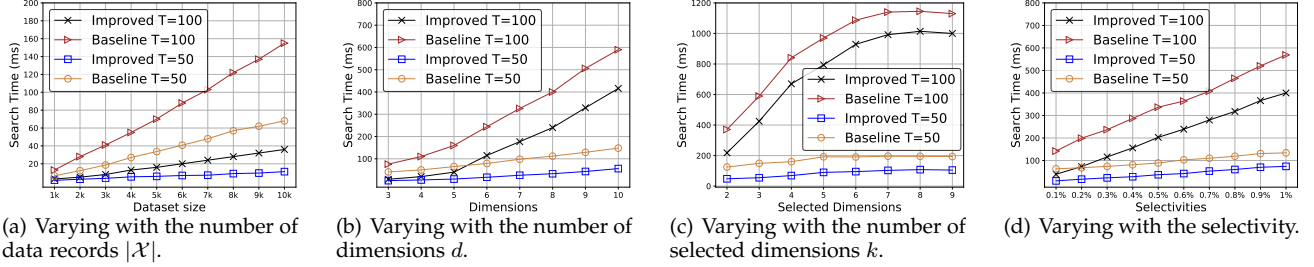 200
180
160
140
120
100
80
60
40
20
Search Time (ms)
Improved T=100
Baseline T=100
Improved T=50
Baseline T=50
1k 2k 3k 4k 5k 6k 7k 8k 9k 10k
Dataset size
(a) Varying with the number of
data records |𝒳|.
800
700
600
500
400
300
200
100
Search Time (ms)
Improved T=100
Baseline T=100
Improved T=50
Baseline T=50
3 4 5 6 7 8 9 10
Dimensions
(b) Varying with the number of
dimensions d.
1200
1000
800
600
400
200
0
Search Time (ms)
Improved T=100
Baseline T=100
Improved T=50
Baseline T=50
2 3 4 5 6 7 8 9
Selected Dimensions
(c) Varying with the number of
selected dimensions k.
800
700
600
500
400
300
200
100
Search Time (ms)
Improved T=100
Baseline T=100
Improved T=50
Baseline T=50
0.1% 0.2% 0.3% 0.4% 0.5% 0.6% 0.7% 0.8% 0.9% 1%
Selectivities
(d) Varying with the selectivity.